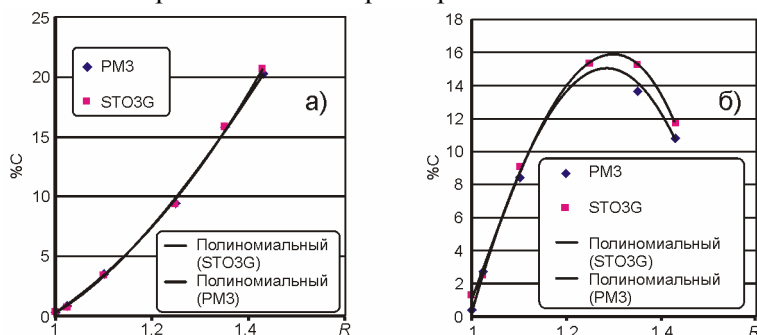 25
20
15
10
5
0
%C
1
1.2
1.4
R
а)
PM3
STO3G
Полиномиальный
(STO3G)
Полиномиальный
(PM3)
18
16
14
12
10
8
6
4
2
0
%C
1
1.2
1.4
б)
PM3
STO3G
Полиномиальный
(STO3G)
Полиномиальный
(PM3)